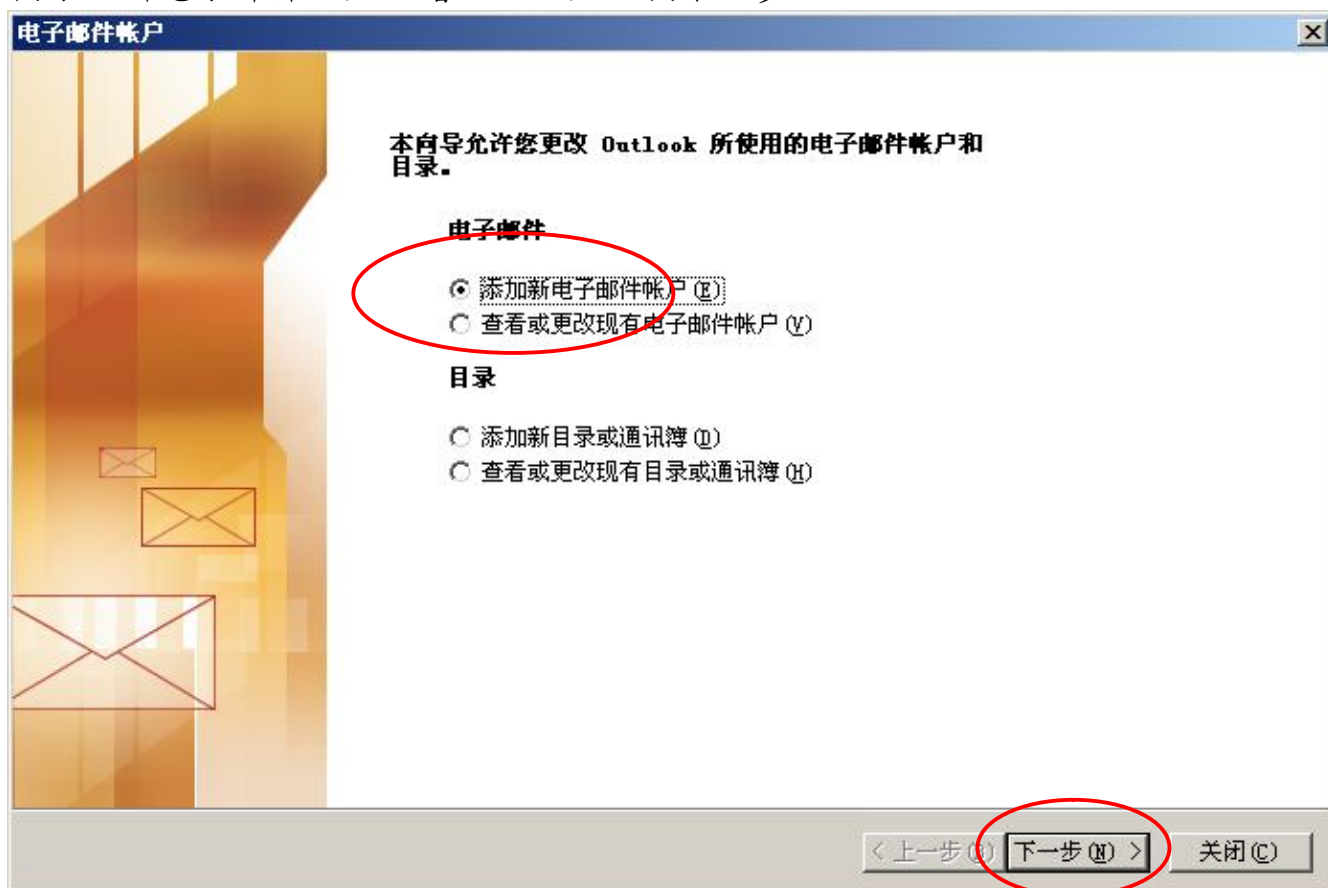 电子邮件帐户
本向导允许您更改 Outlook 所使用的电子邮件帐户和
目录。
电子邮件
添加新电子邮件帐户(E)
查看或更改现有电子邮件帐户(V)
目录
添加新目录或通讯簿(D)
查看或更改现有目录或通讯簿(H)
< 上一步(B) 下一步(N) > 关闭(C)